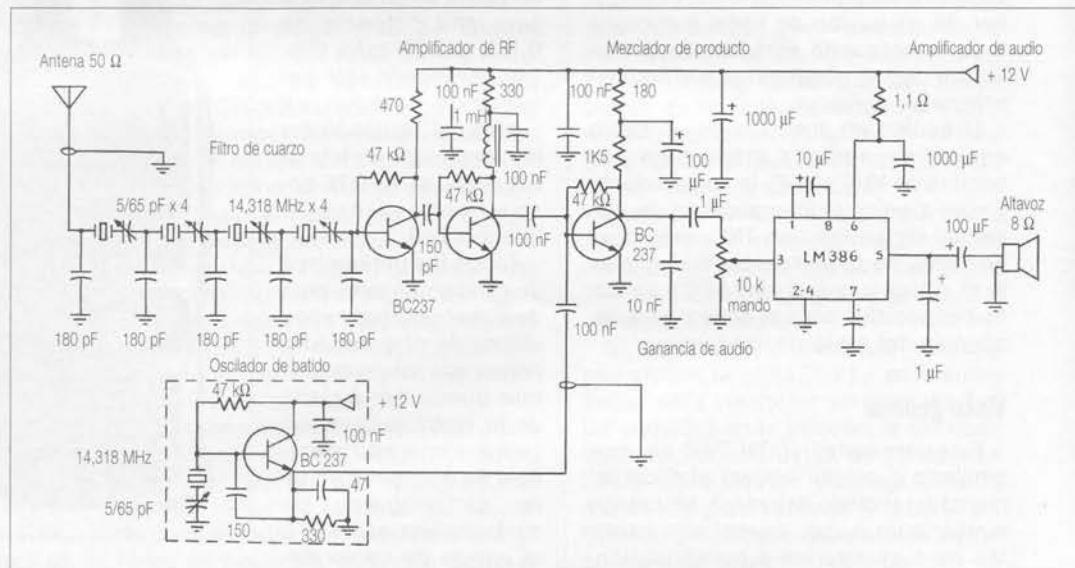 Antena 50 Ω
Amplificador de RF
Mezclador de producto
Amplificador de audio
+ 12 V
470
100 nF
330
1 mH
100 nF
180
1000 µF
1,1 Ω
1000 µF
Filtro de cuarzo
47 kΩ
47 kΩ
100 nF
1K5
47 kΩ
100
µF
1 µF
10 µF
Altavoz
8 Ω
100 µF
5/65 pF x 4
14,318 MHz x 4
150
pF
BC237
100 nF
BC
237
1 8 6
3 LM386 5
2-4 7
10 k
mando
180 pF
180 pF
180 pF
180 pF
180 pF
100 nF
10 nF
Ganancia de audio
1 µF
Oscilador de batido
47 kΩ
+ 12 V
100 nF
14,318 MHz
BC 237
5/65 pF
150
330